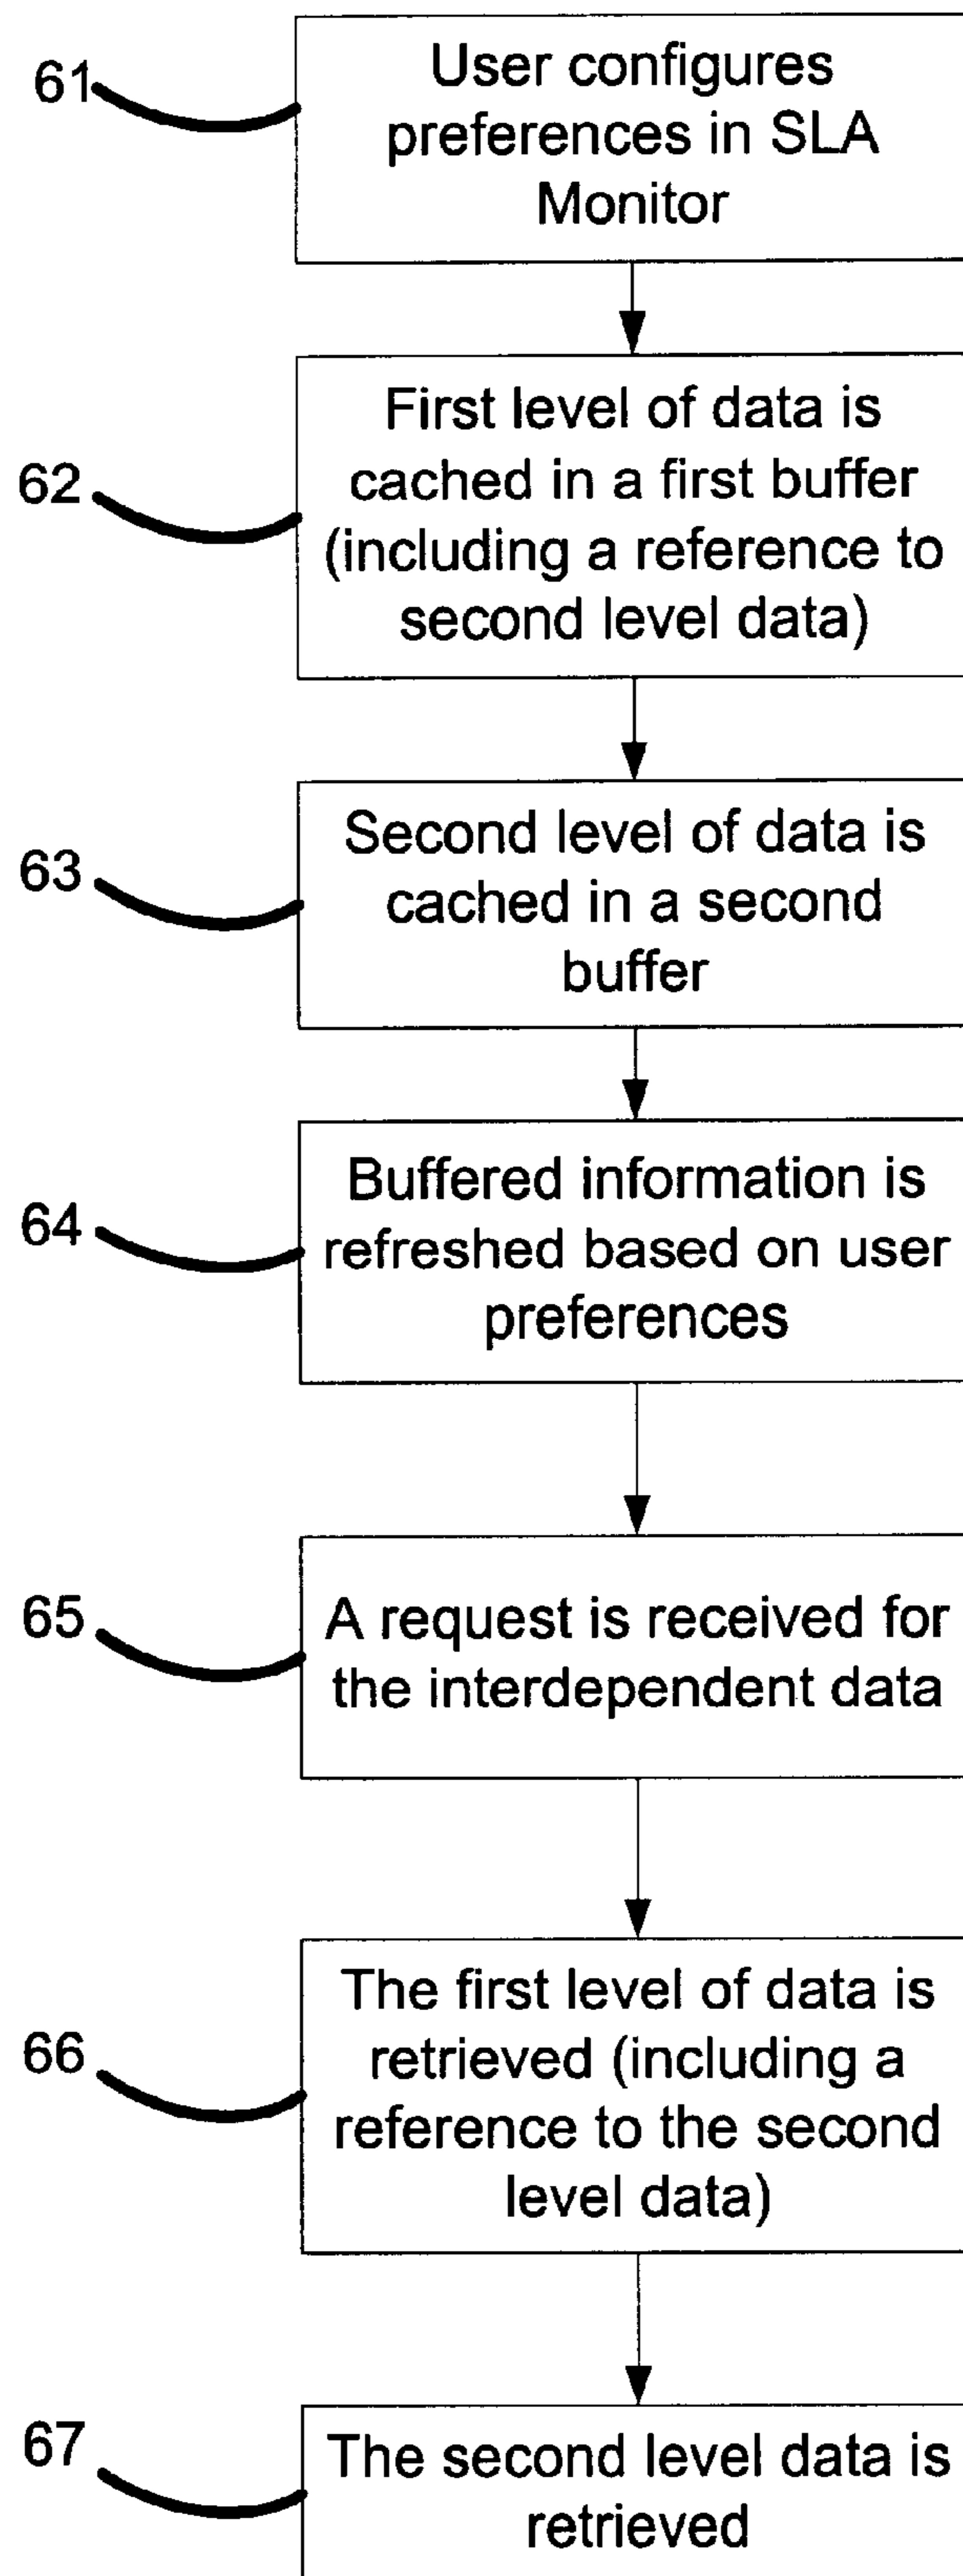 61
User configures
preferences in SLA
Monitor
62
First level of data is
cached in a first buffer
(including a reference to
second level data)
63
Second level of data is
cached in a second
buffer
64
Buffered information is
refreshed based on user
preferences
65
A request is received for
the interdependent data
66
The first level of data is
retrieved (including a
reference to the second
level data)
67
The second level data is
retrieved